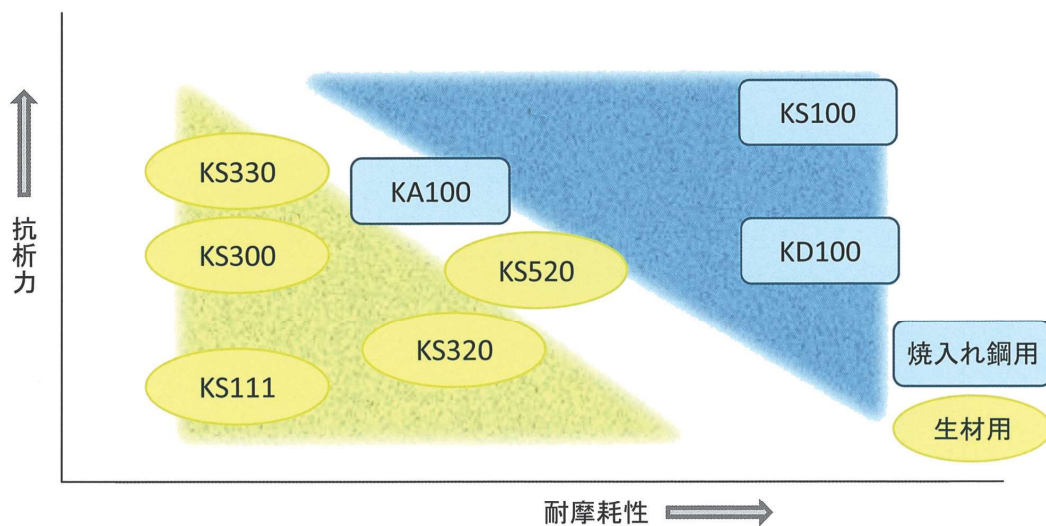 KS100
KS330
KA100
抗析力
KS300
KS520
KD100
KS320
焼入れ鋼用
KS111
生材用
耐摩耗性